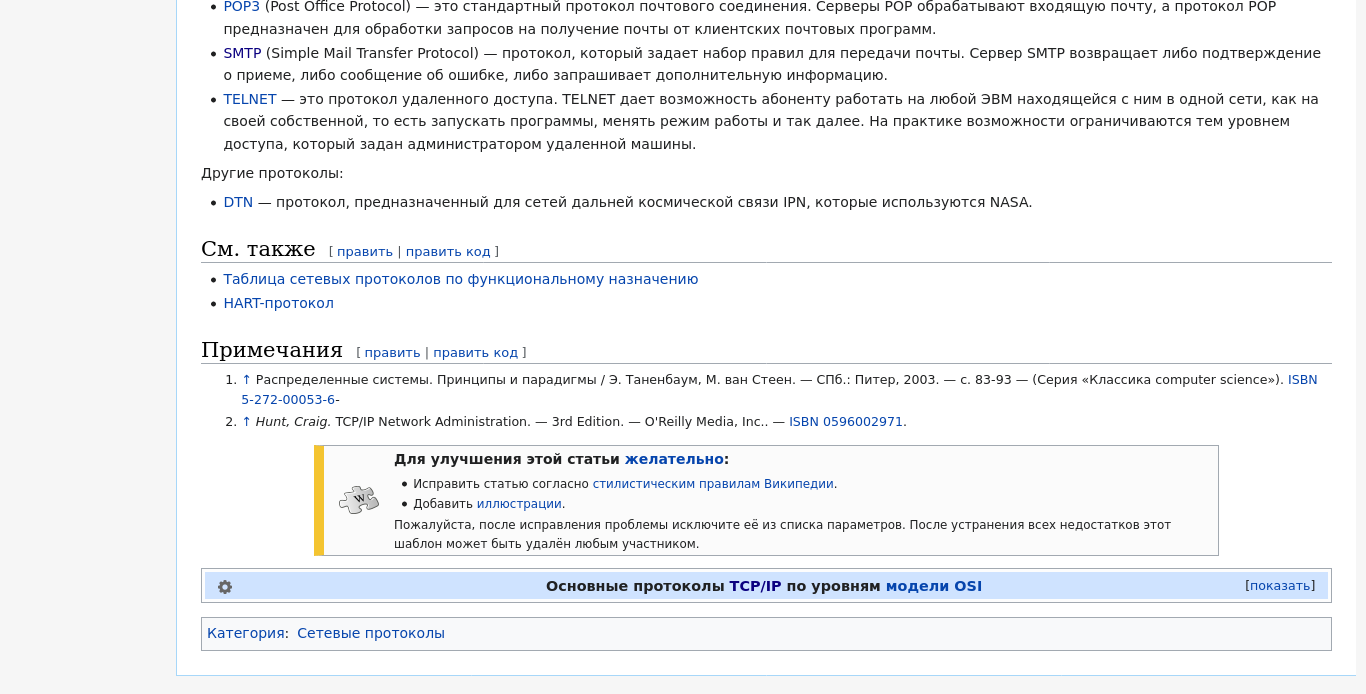 POP3 (Post Office Protocol) — это стандартный протокол почтового соединения. Серверы POP обрабатывают входящую почту, а протокол POP
предназначен для обработки запросов на получение почты от клиентских почтовых программ.
SMTP (Simple Mail Transfer Protocol) — протокол, который задает набор правил для передачи почты. Сервер SMTP возвращает либо подтверждение
о приеме, либо сообщение об ошибке, либо запрашивает дополнительную информацию.
TELNET — это протокол удаленного доступа. TELNET дает возможность абоненту работать на любой ЭВМ находящейся с ним в одной сети, как на
своей собственной, то есть запускать программы, менять режим работы и так далее. На практике возможности ограничиваются тем уровнем
доступа, который задан администратором удаленной машины.
Другие протоколы:
DTN — протокол, предназначенный для сетей дальней космической связи IPN, которые используются NASA.
См. также [ править | править код ]
Таблица сетевых протоколов по функциональному назначению
HART-протокол
Примечания [ править | править код ]
1. ↑ Распределенные системы. Принципы и парадигмы / Э. Таненбаум, М. ван Стеен. — СПб.: Питер, 2003. — с. 83-93 — (Серия «Классика computer science»). ISBN
5-272-00053-6-
2. ↑ Hunt, Craig. TCP/IP Network Administration. — 3rd Edition. — O'Reilly Media, Inc.. — ISBN 0596002971.
Для улучшения этой статьи желательно:
Исправить статью согласно стилистическим правилам Википедии.
Добавить иллюстрации.
Пожалуйста, после исправления проблемы исключите её из списка параметров. После устранения всех недостатков этот
шаблон может быть удалён любым участником.
Основные протоколы TCP/IP по уровням модели OSI [показать]
Категория: Сетевые протоколы